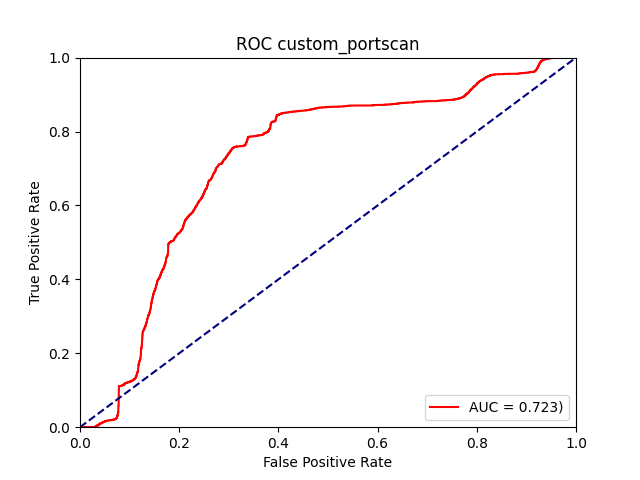 ROC custom_portscan
True Positive Rate
1.0
0.8
0.6
0.4
0.2
0.0
AUC = 0.723)
0.0 0.2 0.4 0.6 0.8 1.0
False Positive Rate